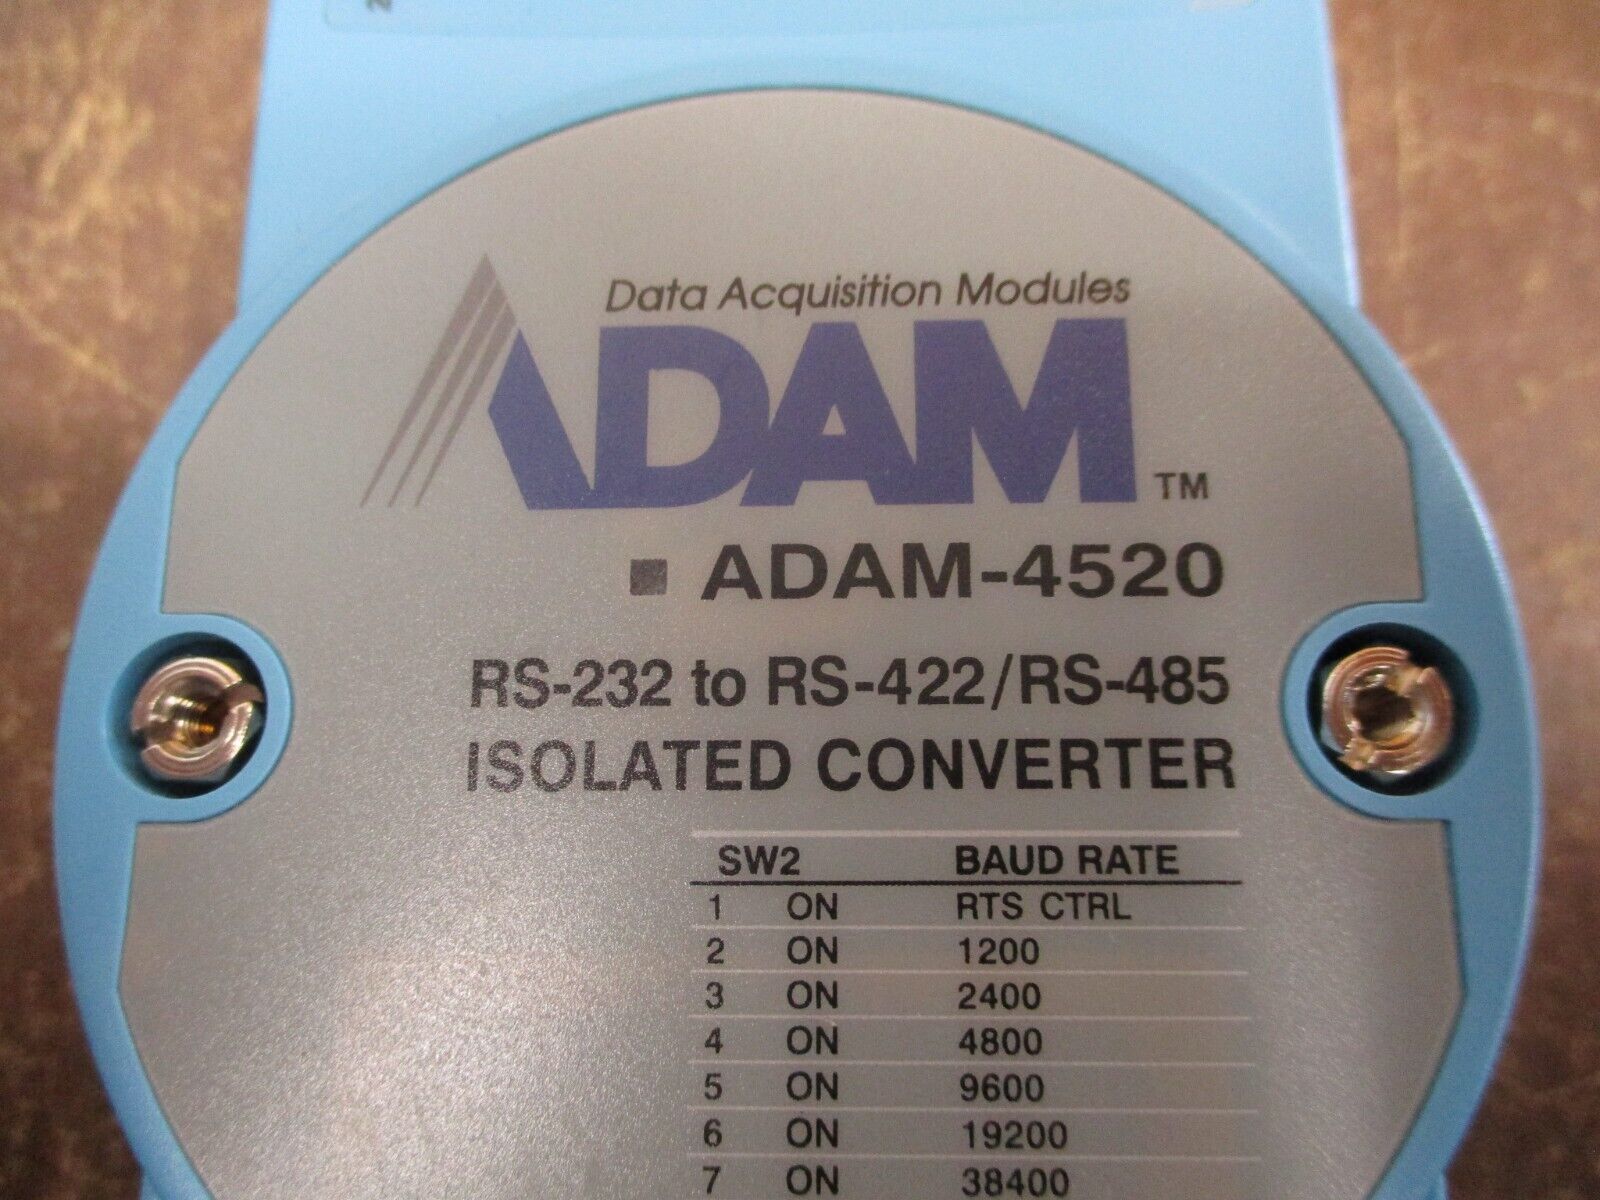 Data Acquisition Modules
ADAM TM
■ ADAM-4520
RS-232 to RS-422/RS-485
ISOLATED CONVERTER
SW2 BAUD RATE
1 ON RTS CTRL
2 ON 1200
3 ON 2400
4 ON 4800
5 ON 9600
6 ON 19200
7 ON 38400